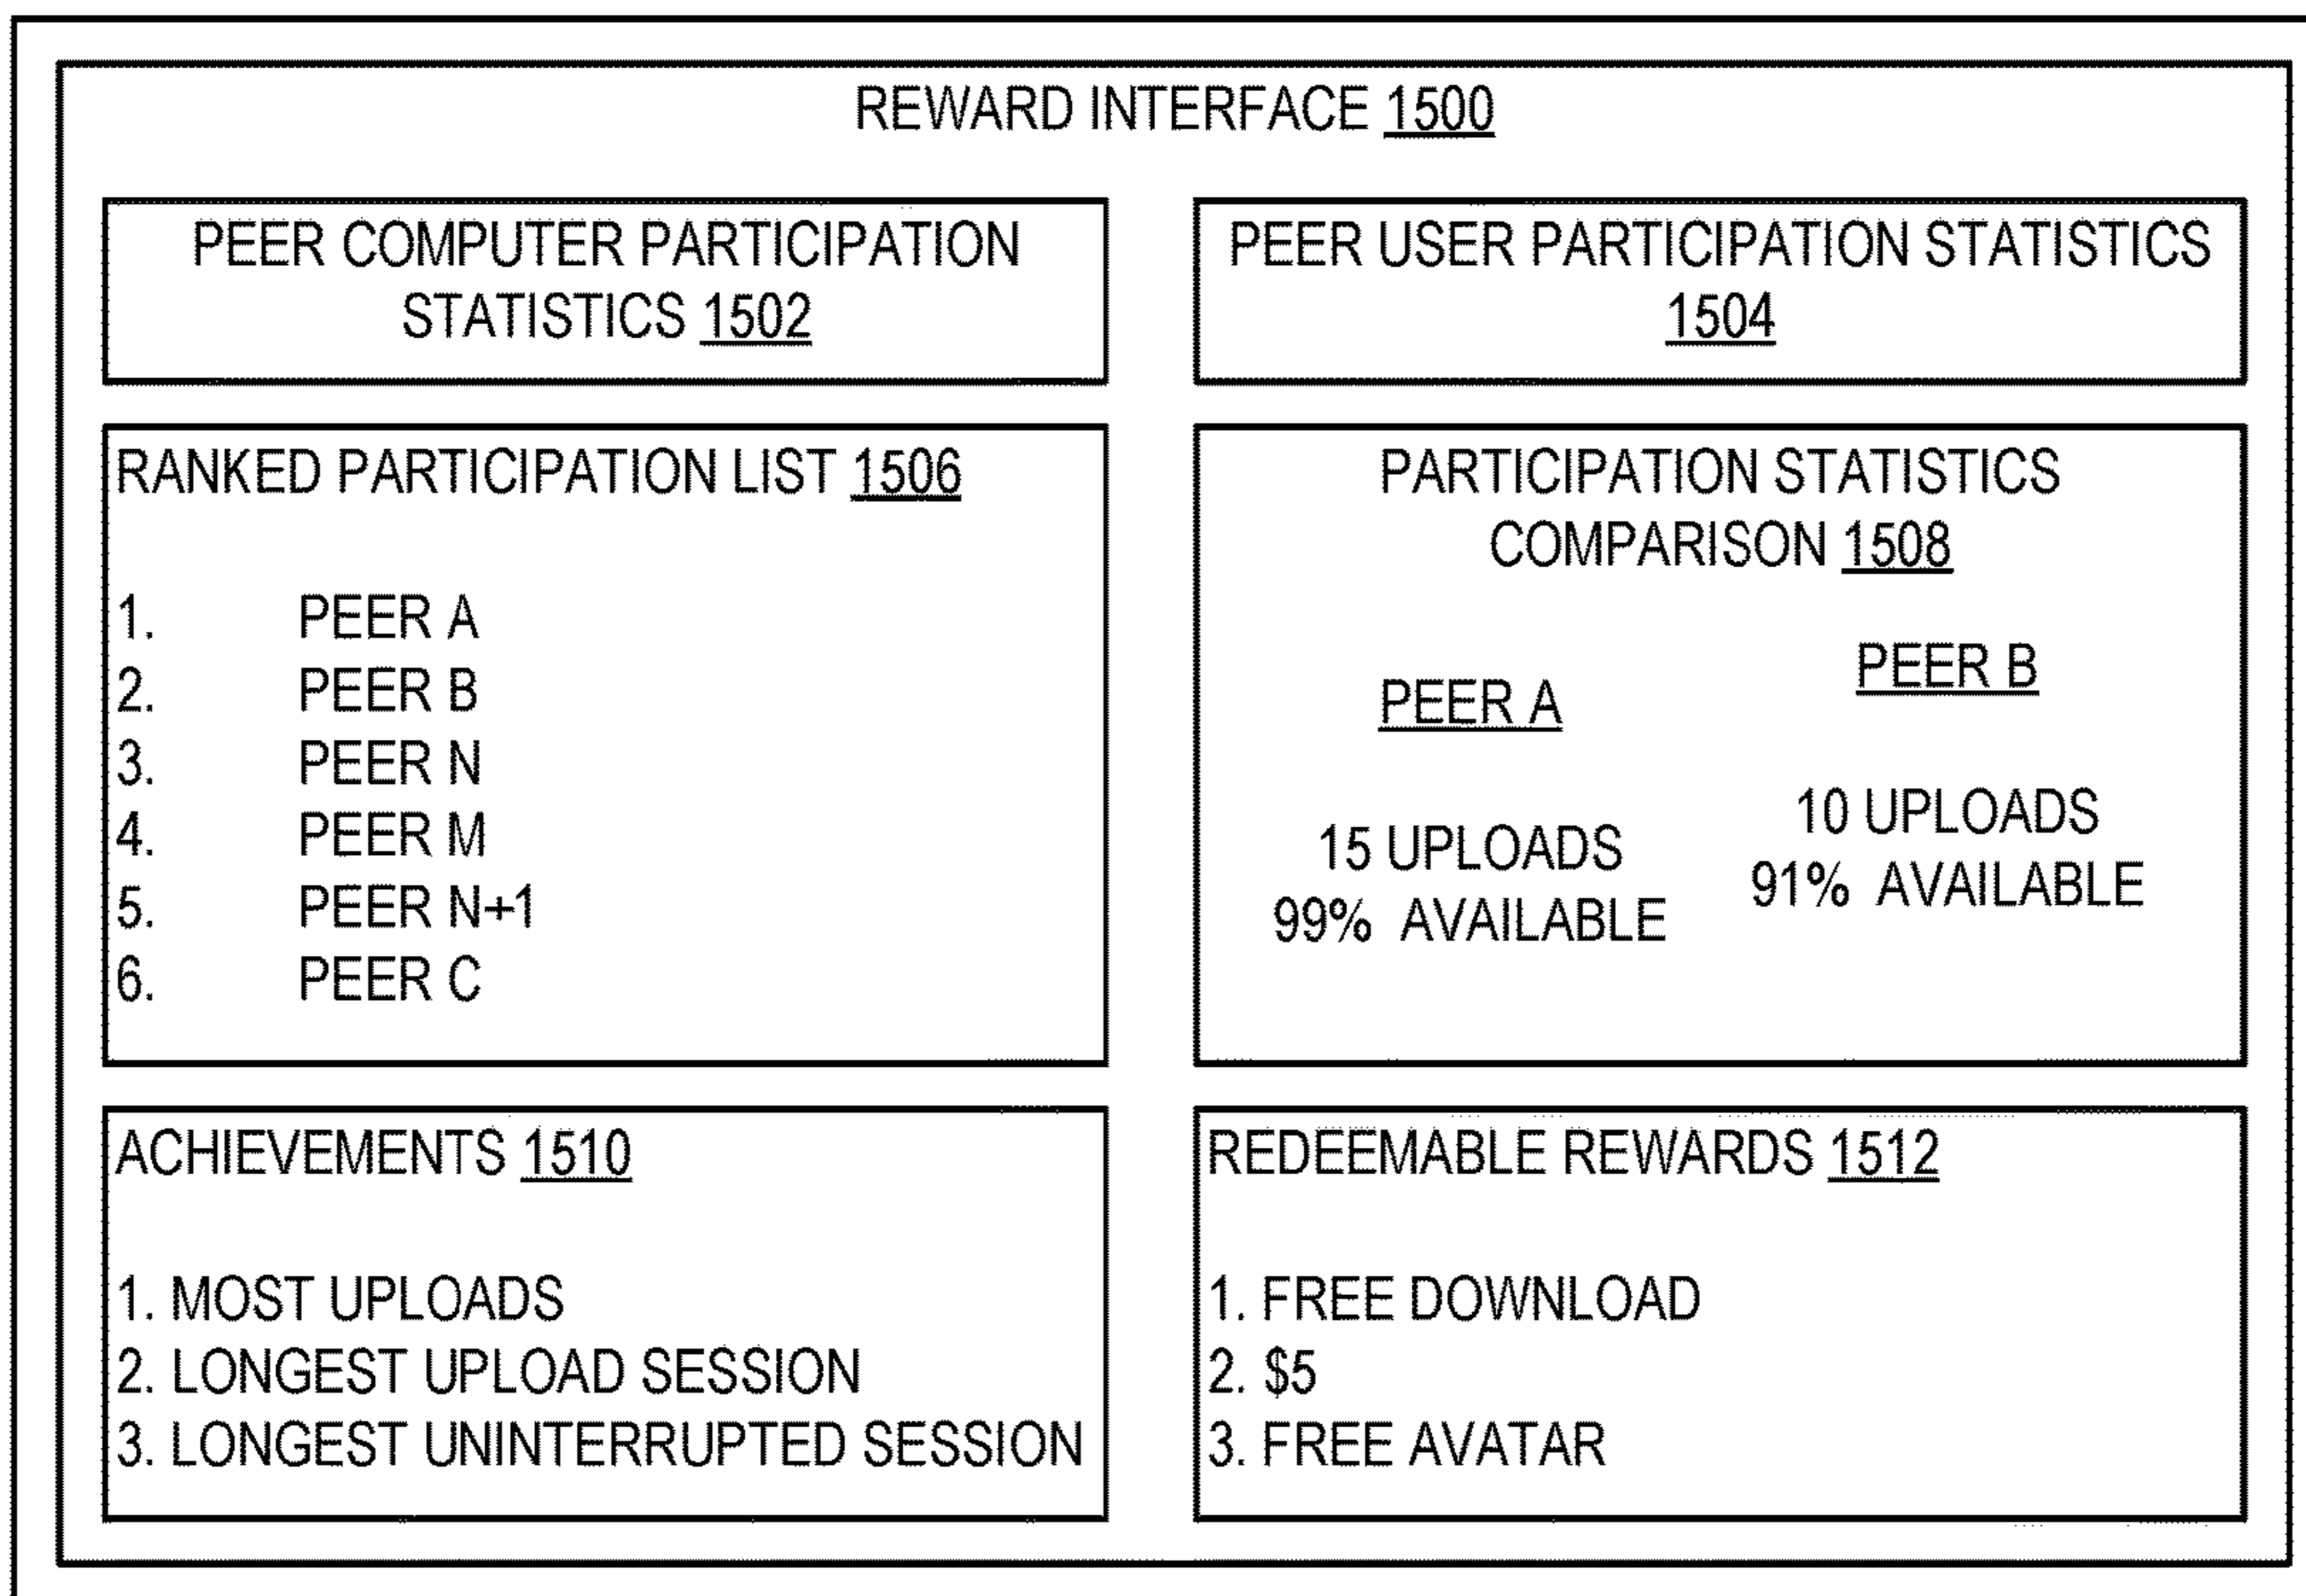 REWARD INTERFACE 1500
PEER COMPUTER PARTICIPATION
STATISTICS 1502
PEER USER PARTICIPATION STATISTICS
1504
RANKED PARTICIPATION LIST 1506
1. PEER A
2. PEER B
3. PEER N
4. PEER M
5. PEER N+1
6. PEER C
PARTICIPATION STATISTICS
COMPARISON 1508
PEER A
15 UPLOADS
99% AVAILABLE
PEER B
10 UPLOADS
91% AVAILABLE
ACHIEVEMENTS 1510
1. MOST UPLOADS
2. LONGEST UPLOAD SESSION
3. LONGEST UNINTERRUPTED SESSION
REDEEMABLE REWARDS 1512
1. FREE DOWNLOAD
2. $5
3. FREE AVATAR